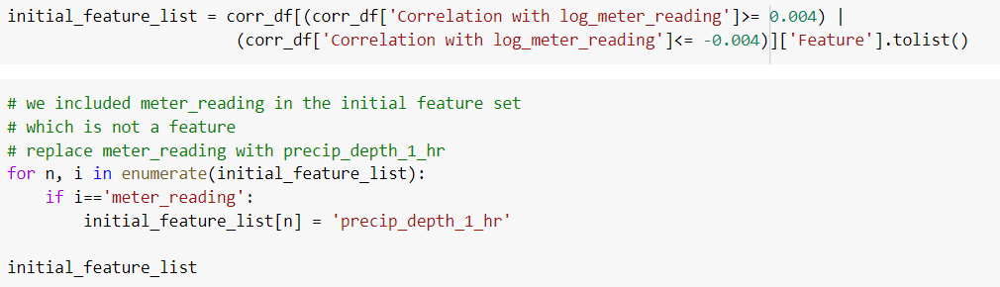 initial_feature_list = corr_df[(corr_df['Correlation with log_meter_reading']>= 0.004) |
(corr_df['Correlation with log_meter_reading']<= -0.004)]['Feature'].tolist()
# we included meter_reading in the initial feature set
# which is not a feature
# replace meter_reading with precip_depth_1_hr
for n, i in enumerate(initial_feature_list):
if i=='meter_reading':
initial_feature_list[n] = 'precip_depth_1_hr'
initial_feature_list